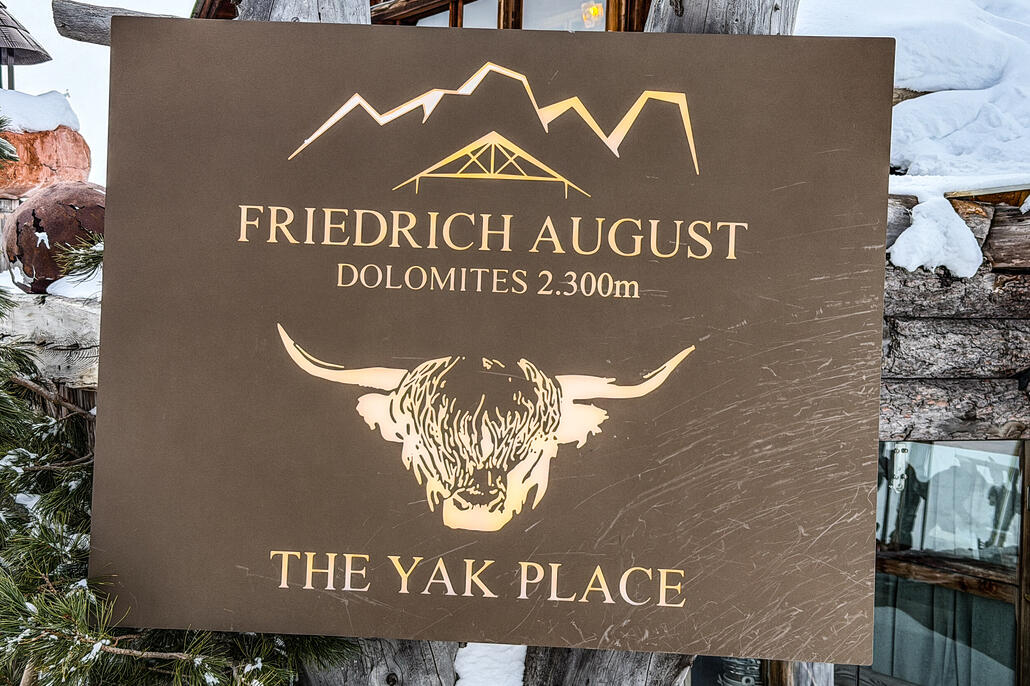 FRIEDRICH AUGUST
DOLOMITES 2.300m
THE YAK PLACE